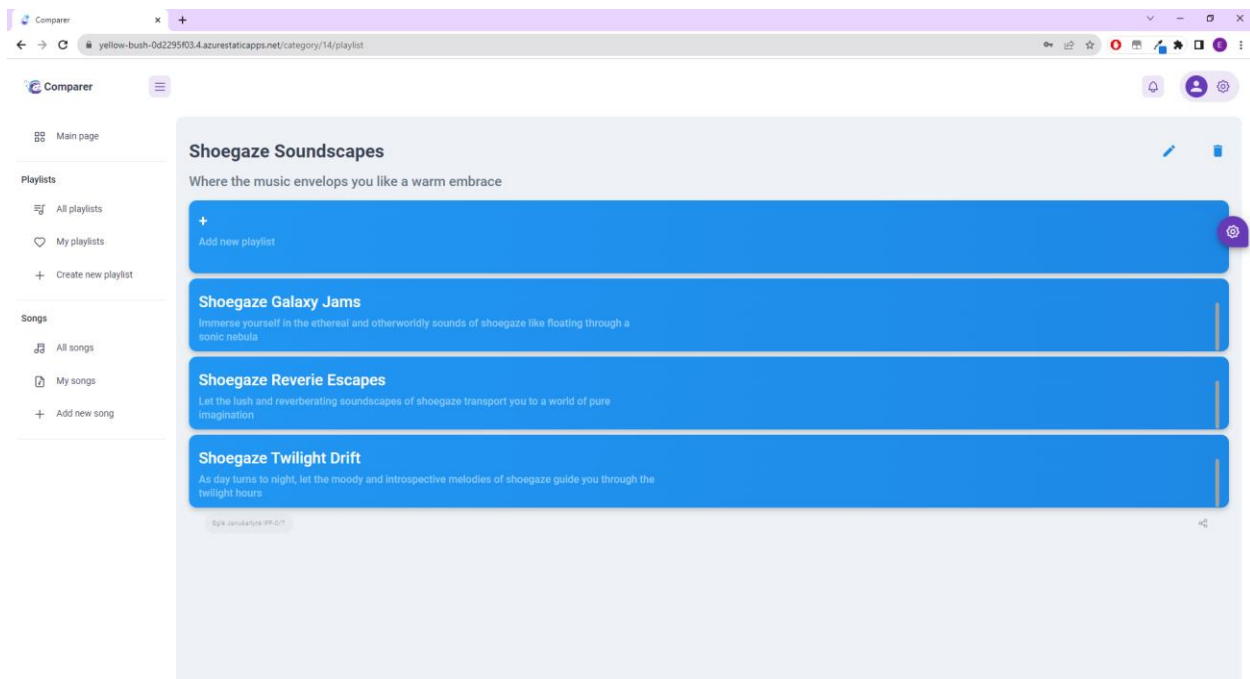 Comparer
yellow-bush-0d2295f03.4.azurestaticapps.net/category/14/playlist
E
Comparer
Main page
Playlists
All playlists
My playlists
+ Create new playlist
Songs
All songs
My songs
+ Add new song
Shoegaze Soundscapes
Where the music envelops you like a warm embrace
+
Add new playlist
Shoegaze Galaxy Jams
Immerse yourself in the ethereal and otherworldly sounds of shoegaze like floating through a
sonic nebula
Shoegaze Reverie Escapes
Let the lush and reverberating soundscapes of shoegaze transport you to a world of pure
imagination
Shoegaze Twilight Drift
As day turns to night, let the moody and introspective melodies of shoegaze guide you through the
twilight hours